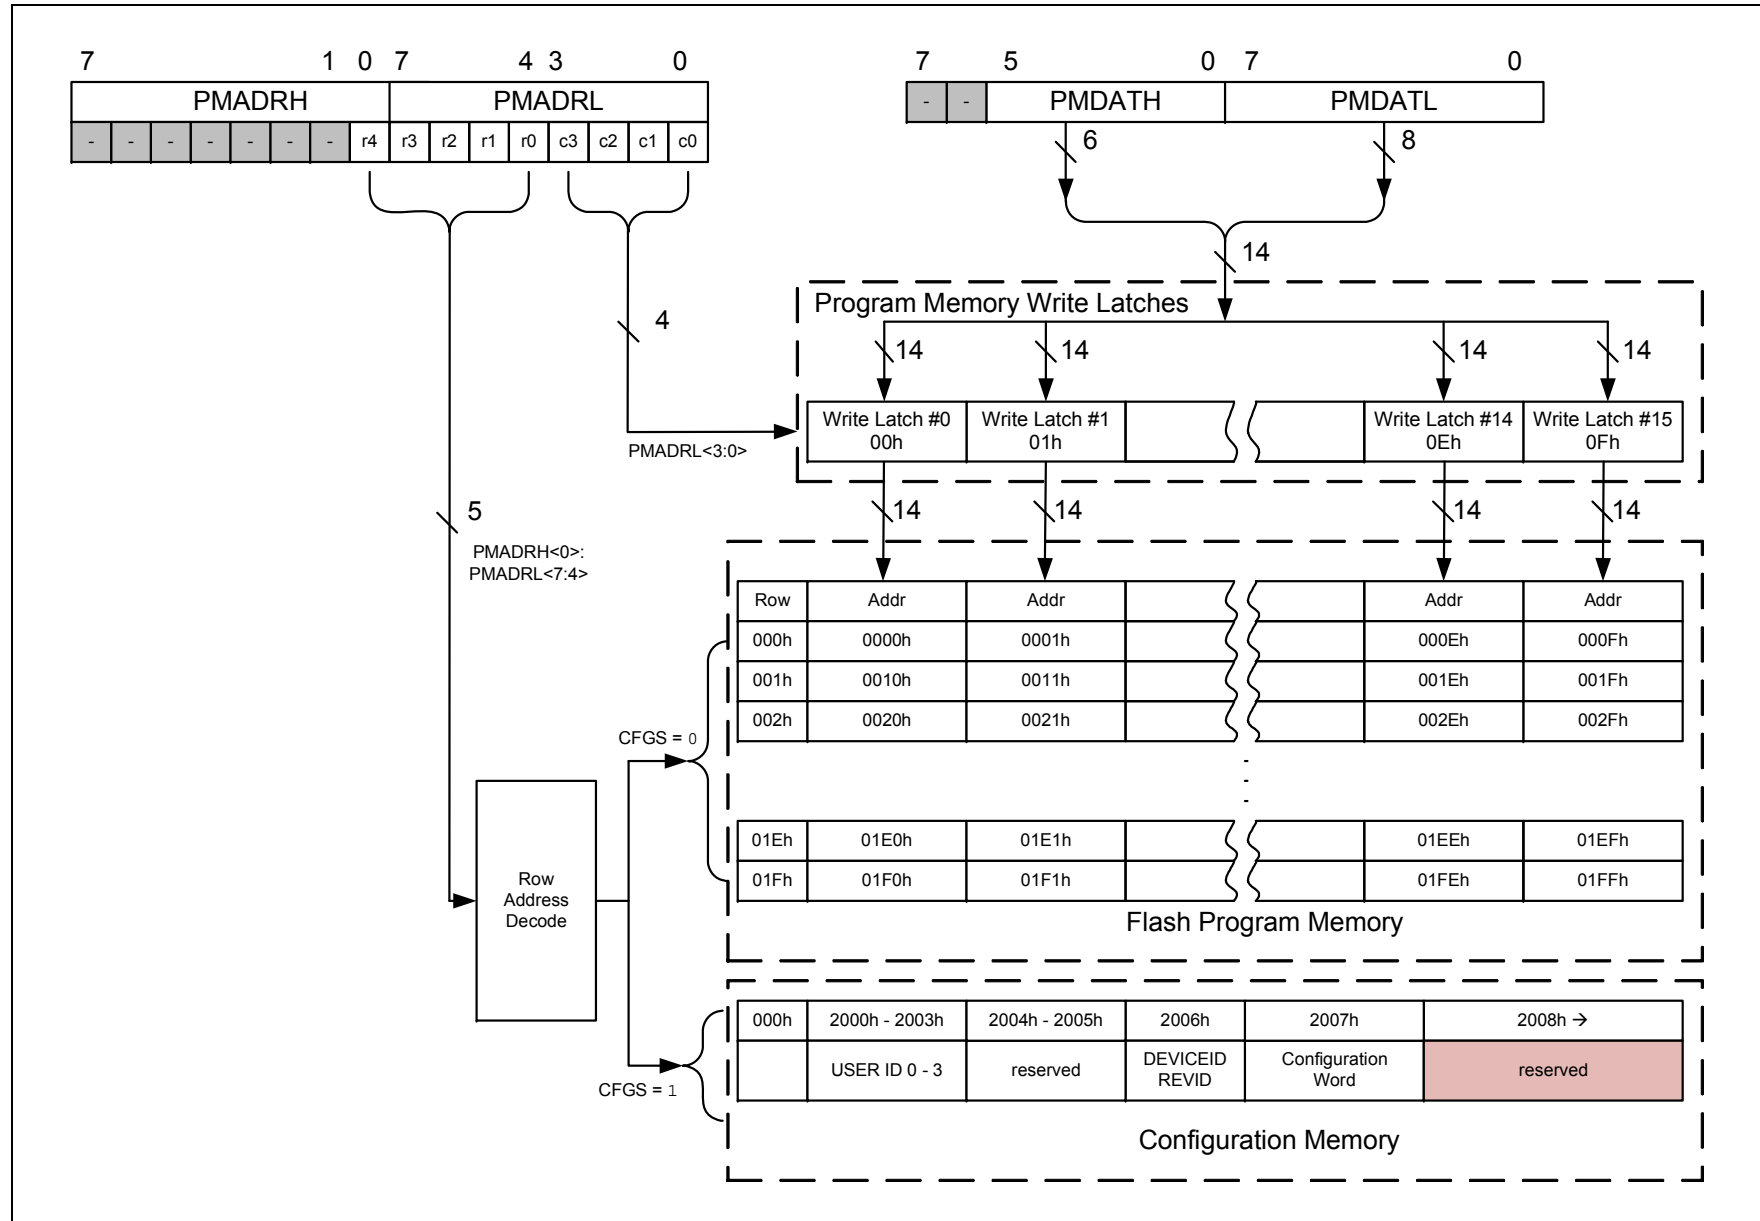 7 1 0 7 4 3 0
PMADRH PMADRL
- - - - - - - r4 r3 r2 r1 r0 c3 c2 c1 c0
7 5 0 7 0
- - PMDATH PMDATL
6 8
14
4
PMADRL<3:0>
5
PMADRH<0>:
PMADRL<7:4>
Program Memory Write Latches
14 14 14 14
Write Latch #0 Write Latch #1 Write Latch #14 Write Latch #15
00h 01h 0Eh 0Fh
14 14 14 14
Row Addr Addr Addr Addr
000h 0000h 0001h 000Eh 000Fh
001h 0010h 0011h 001Eh 001Fh
002h 0020h 0021h 002Eh 002Fh
CFGS = 0
01Eh 01E0h 01E1h 01EEh 01EFh
01Fh 01F0h 01F1h 01FEh 01FFh
Flash Program Memory
Row
Address
Decode
CFGS = 1
000h 2000h - 2003h 2004h - 2005h 2006h 2007h 2008h →
USER ID 0 - 3 reserved DEVICEID REVID Configuration Word reserved
Configuration Memory